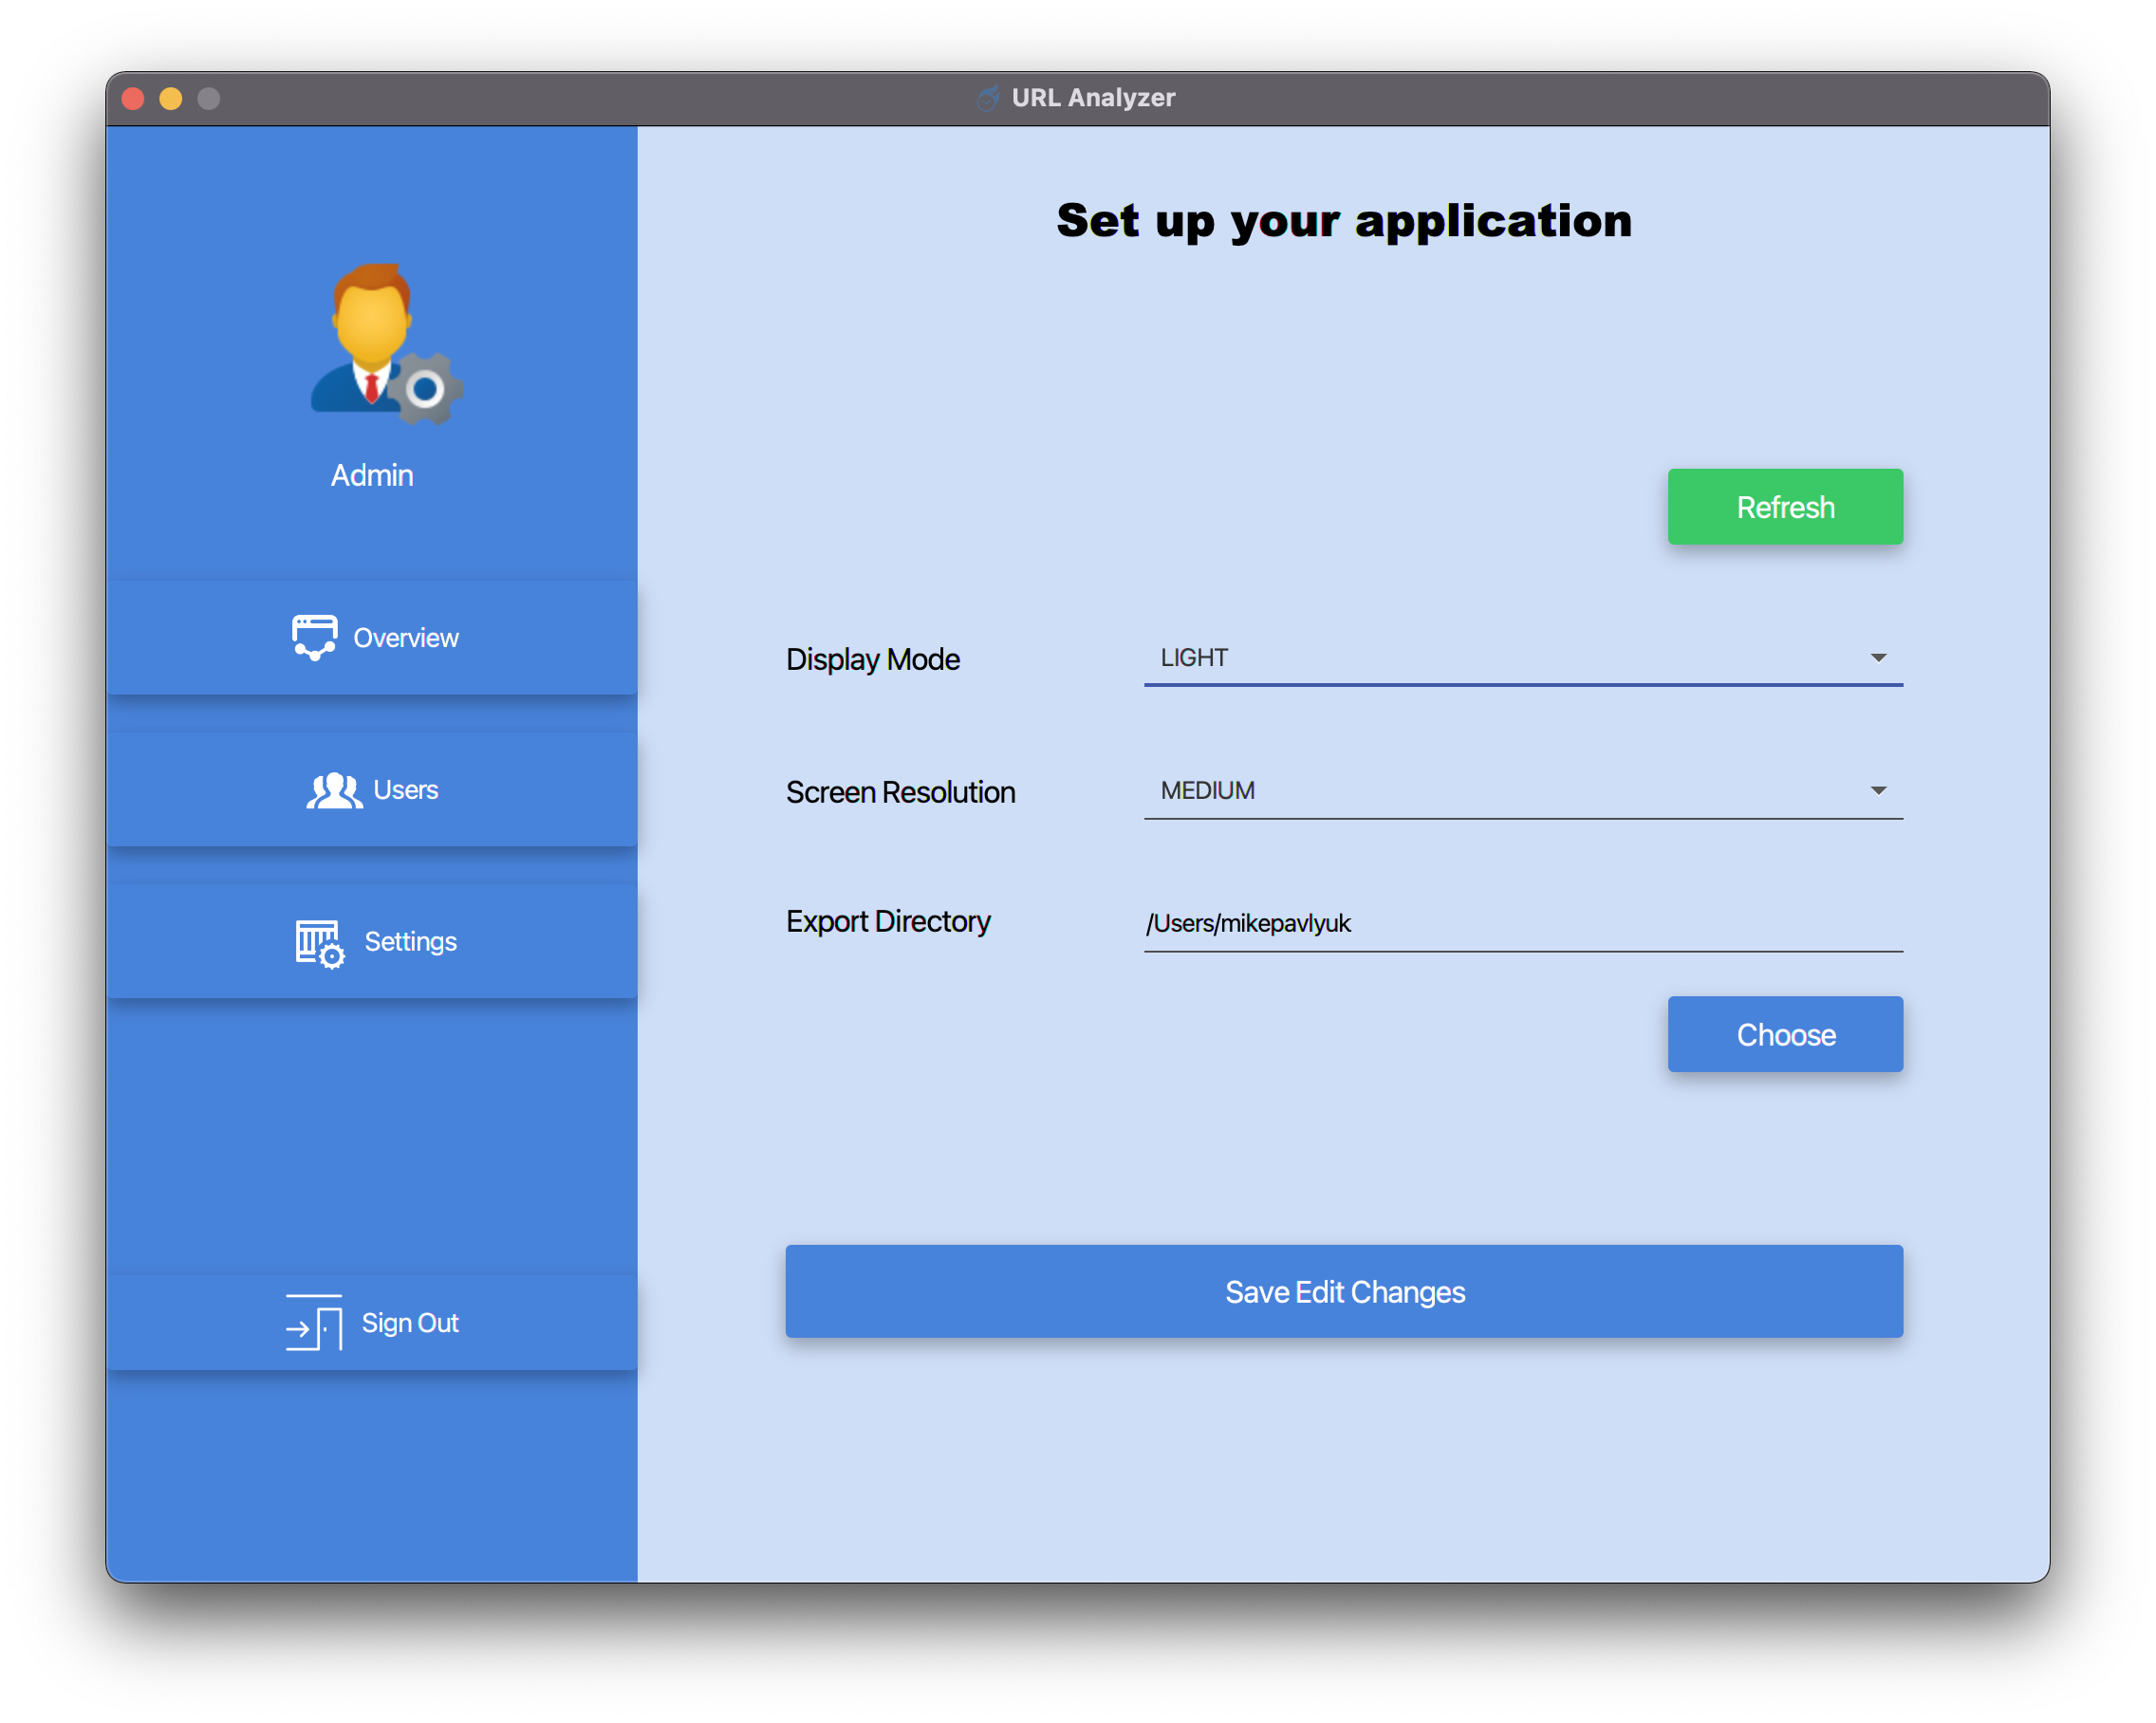 URL Analyzer
Admin
Overview
Users
Settings
Sign Out
Set up your application
Refresh
Display Mode LIGHT
Screen Resolution MEDIUM
Export Directory /Users/mikepavlyuk
Choose
Save Edit Changes